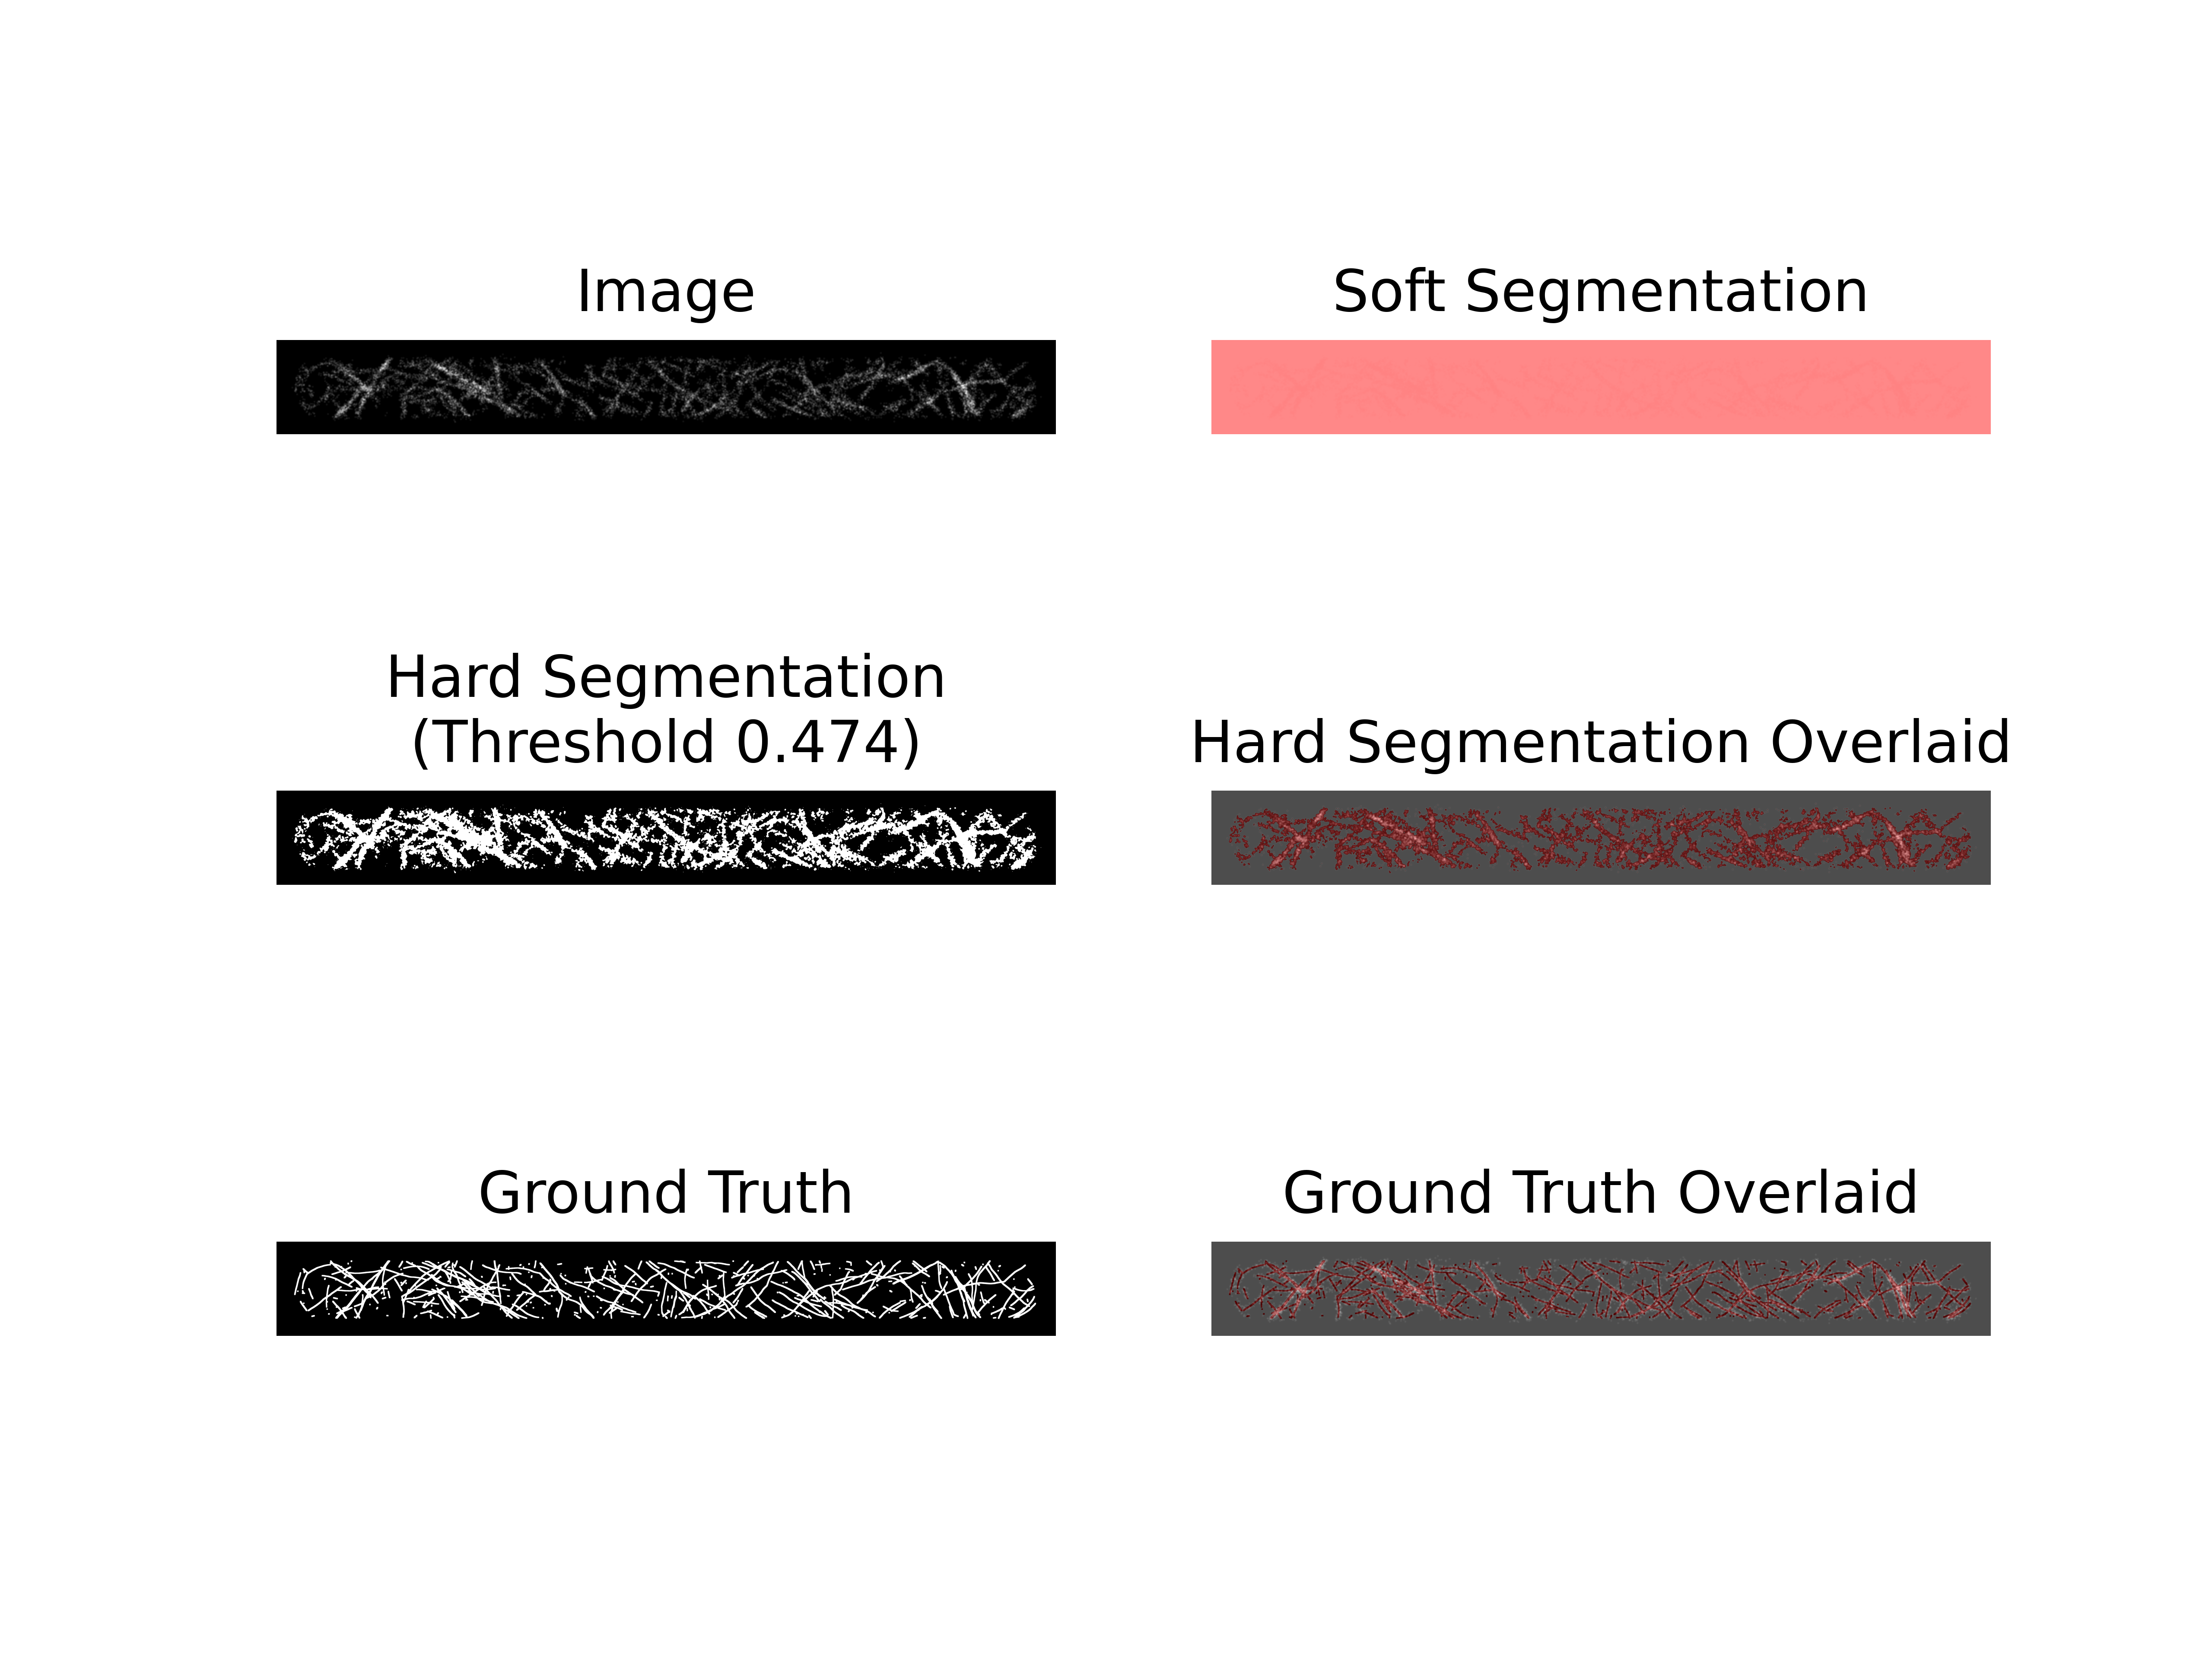 Image
Soft Segmentation
Hard Segmentation
(Threshold 0.474)
Hard Segmentation Overlaid
Ground Truth
Ground Truth Overlaid